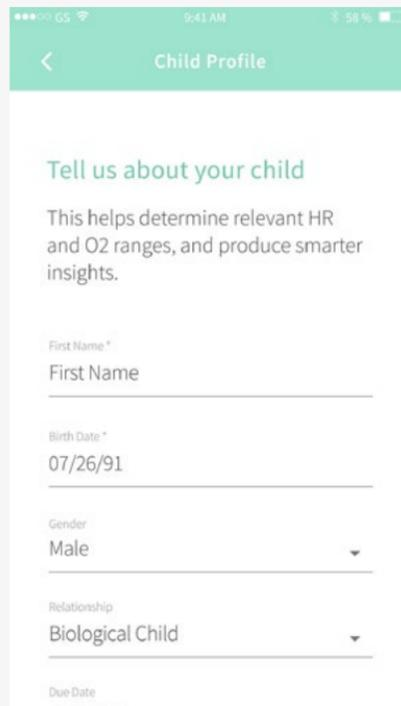 GS 9:41 AM 58 %
Child Profile
Tell us about your child
This helps determine relevant HR
and O2 ranges, and produce smarter
insights.
First Name *
First Name
Birth Date *
07/26/91
Gender
Male
Relationship
Biological Child
Due Date